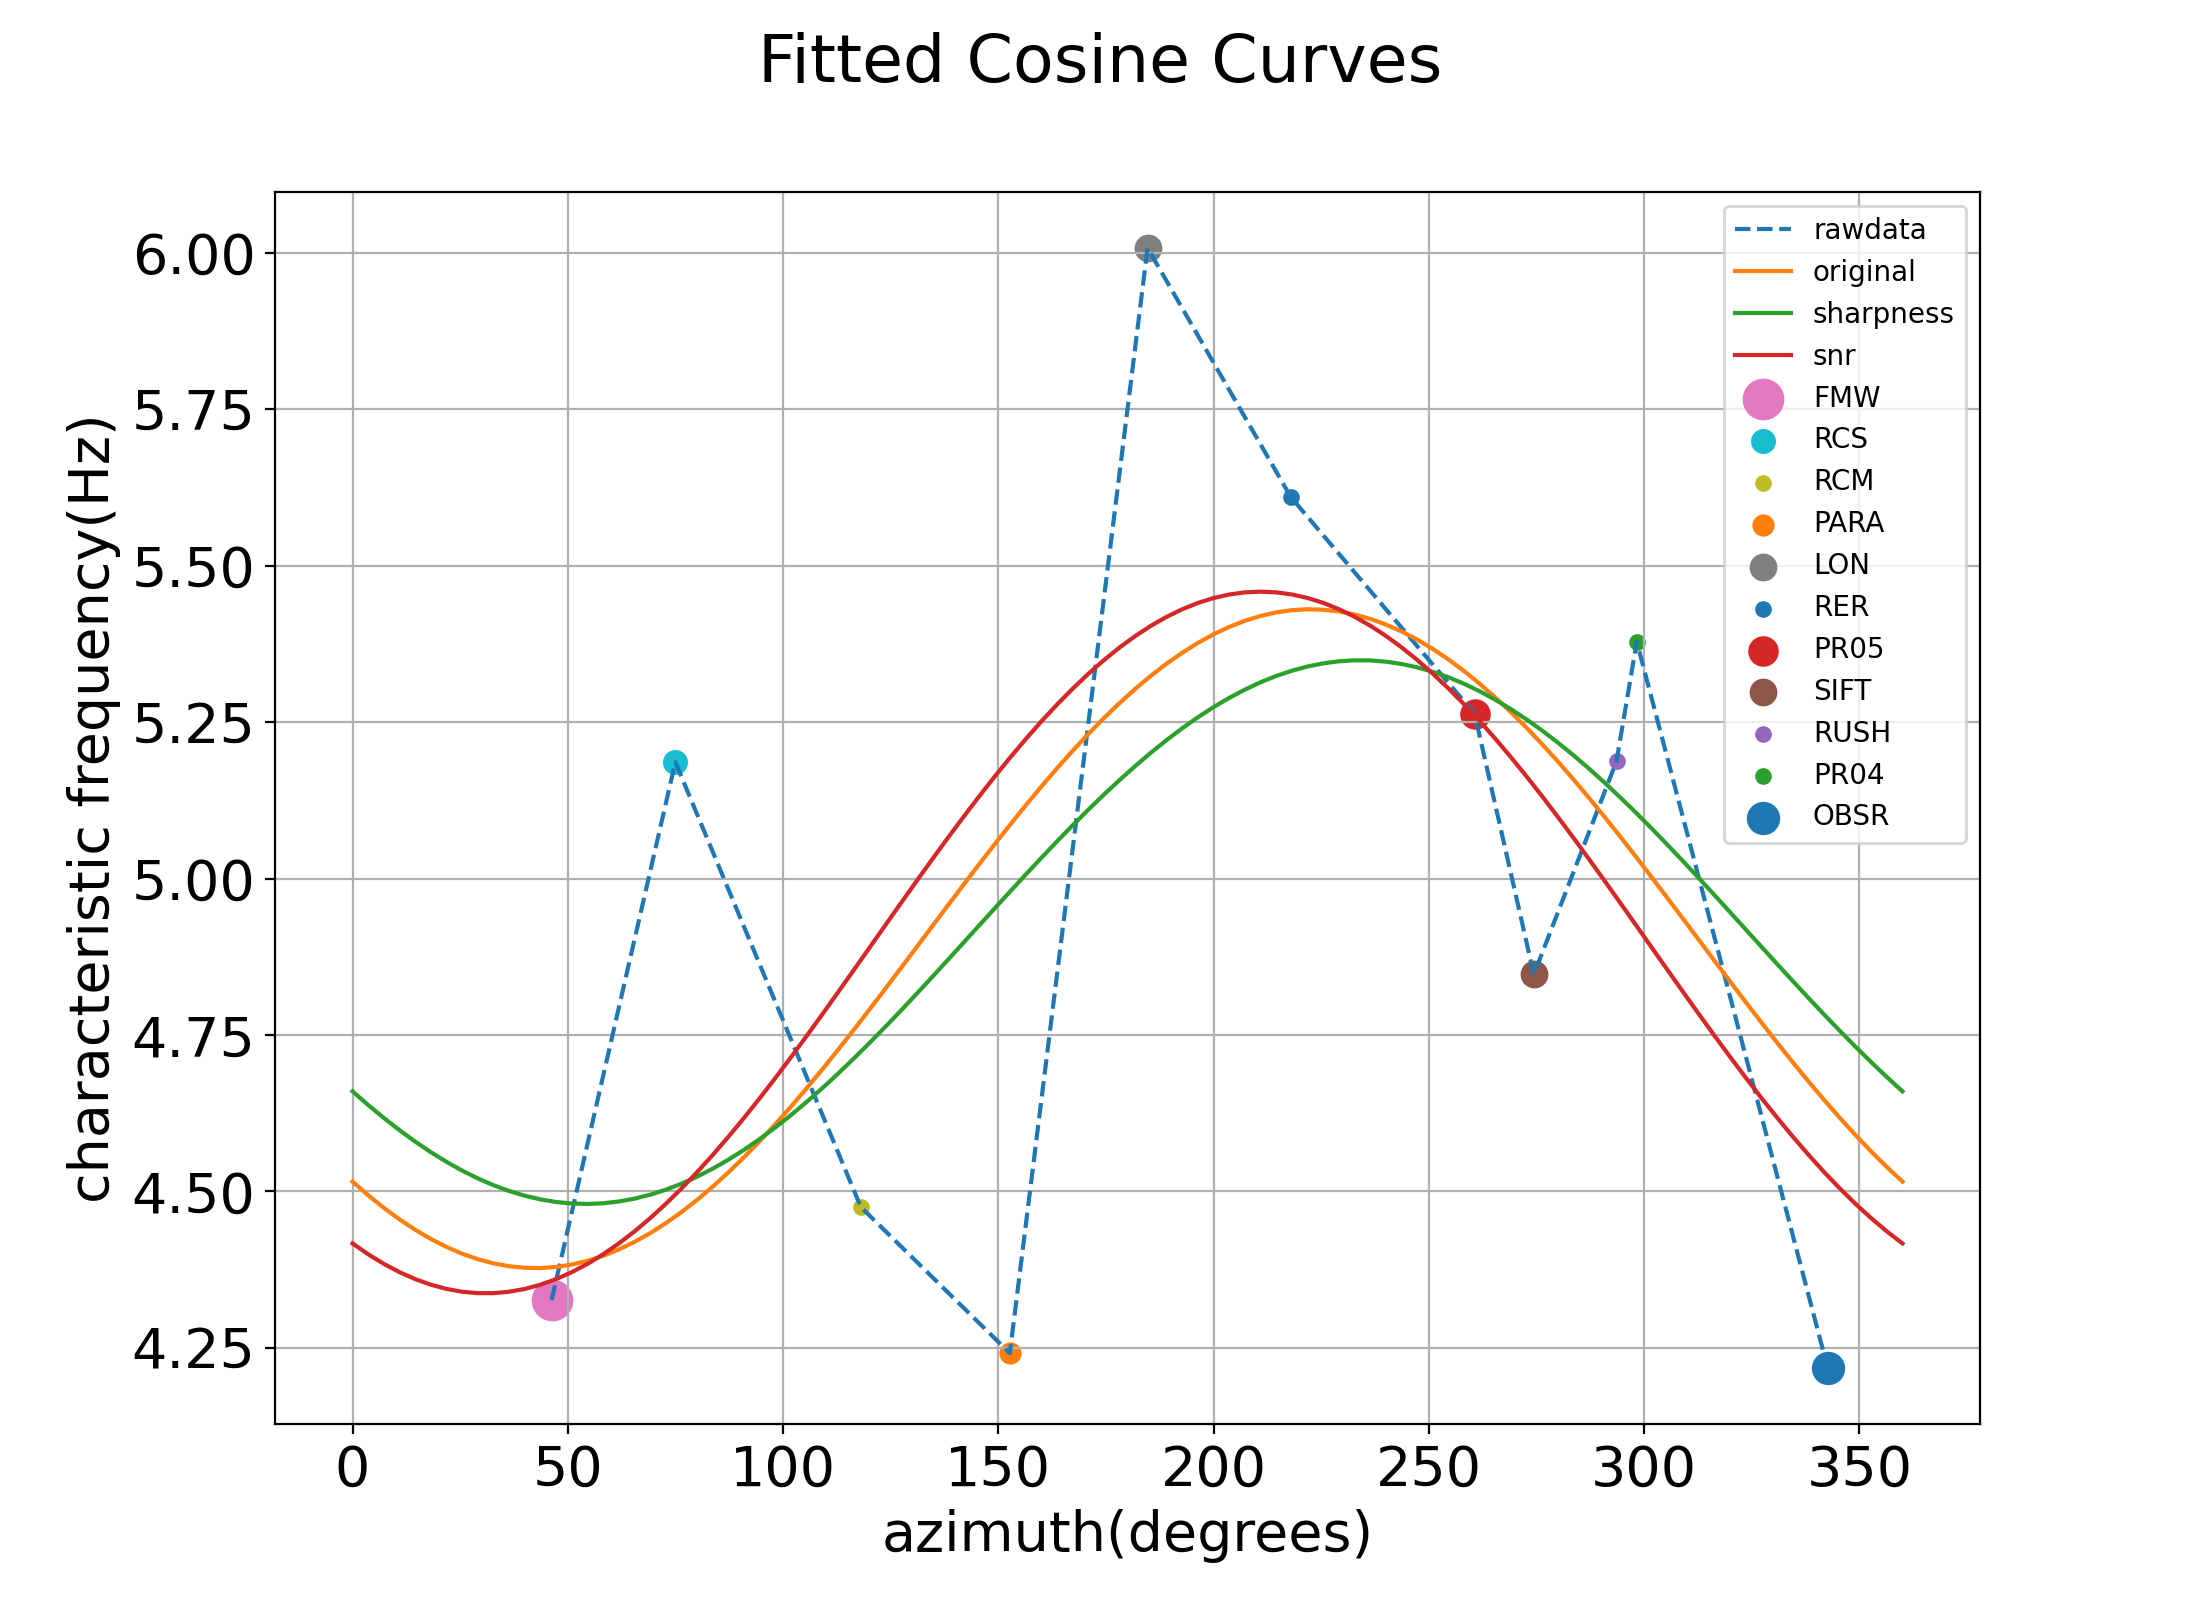 Fitted Cosine Curves
characteristic frequency(Hz)
6.00
5.75
5.50
5.25
5.00
4.75
4.50
4.25
rawdata
original
sharpness
snr
FMW
RCS
RCM
PARA
LON
RER
PR05
SIFT
RUSH
PR04
OBSR
0 50 100 150 200 250 300 350
azimuth(degrees)